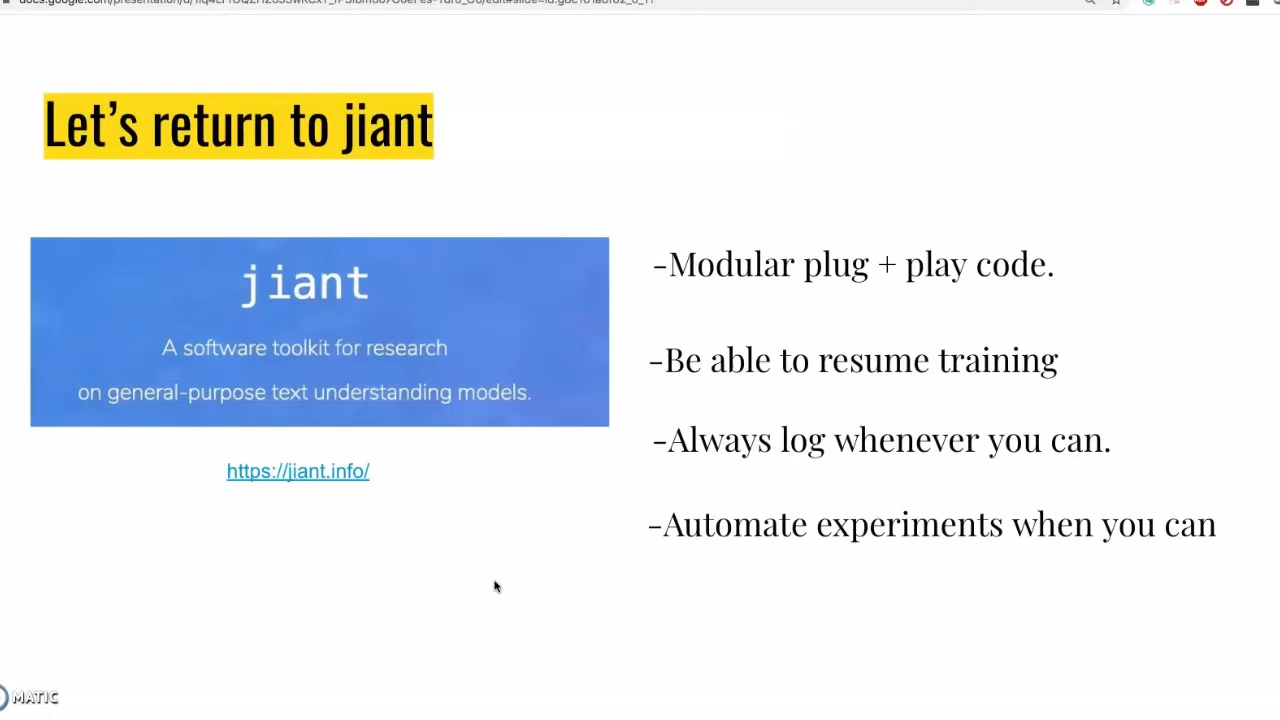 Let's return to jiant
jiant
A software toolkit for research
on general-purpose text understanding models.
https://jiant.info/
-Modular plug + play code.
-Be able to resume training
-Always log whenever you can.
-Automate experiments when you can
MATIC